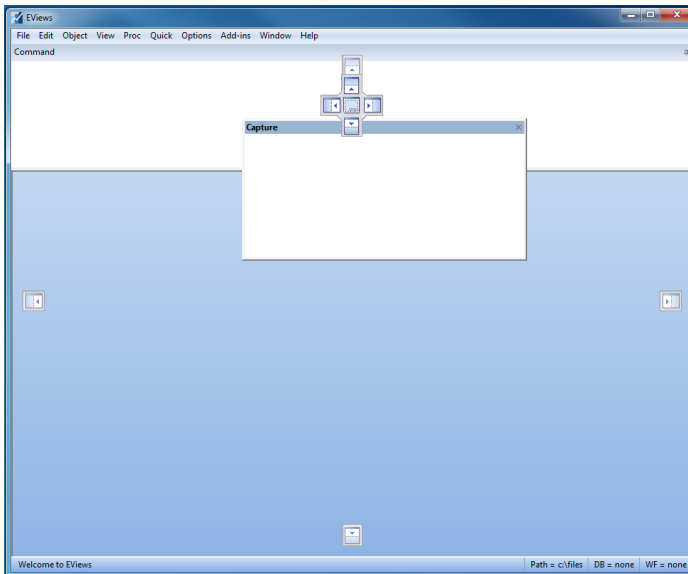 EViews
File Edit Object View Proc Quick Options Add-ins Window Help
Command
Capture
Welcome to EViews Path = c:\files DB = none WF = none